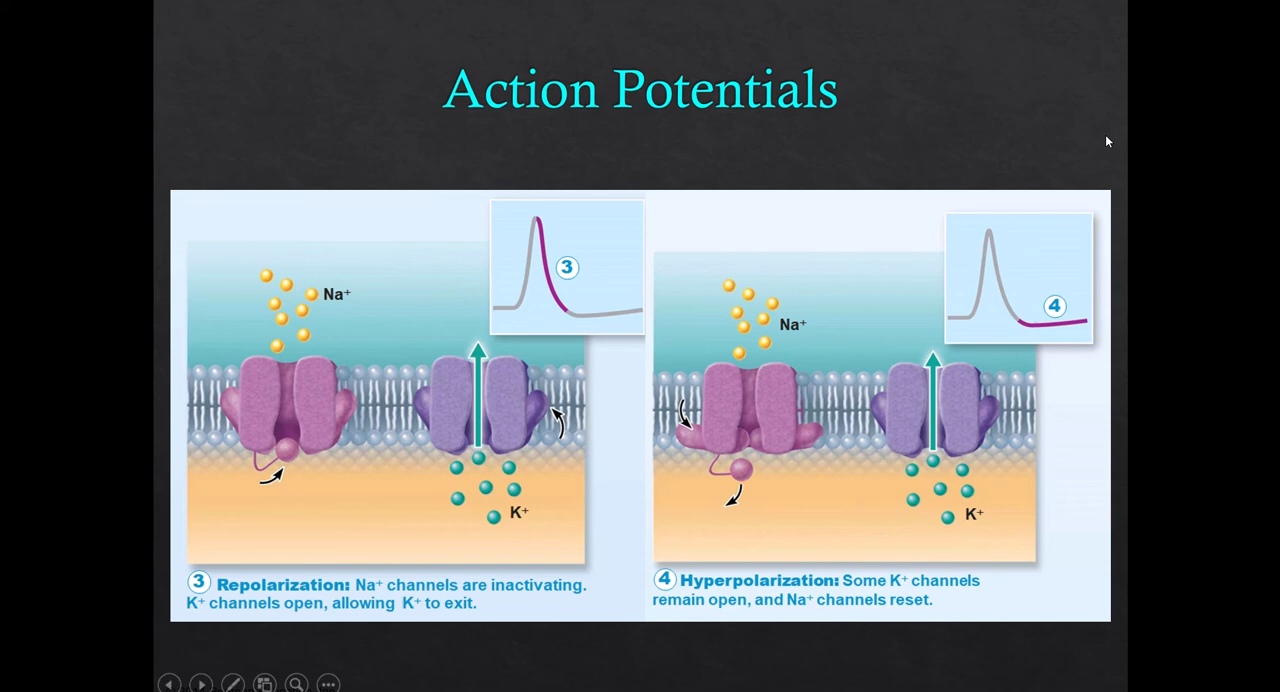 Action Potentials
3
Na⁺
K⁺
3 Repolarization: Na⁺ channels are inactivating.
K⁺ channels open, allowing K⁺ to exit.
4
Na⁺
K⁺
4 Hyperpolarization: Some K⁺ channels
remain open, and Na⁺ channels reset.